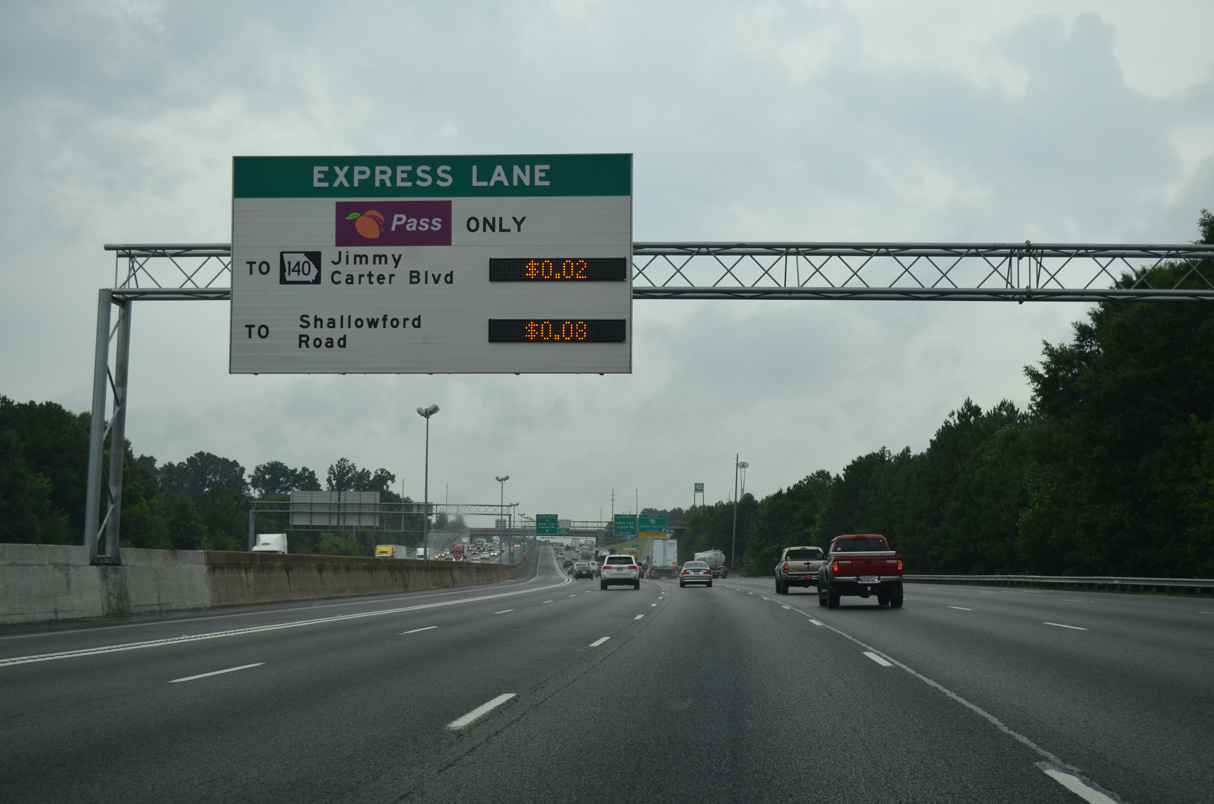 EXPRESS LANE
Pass ONLY
TO 140 Jimmy
Carter Blvd $0.02
TO Shallowford
Road $0.08